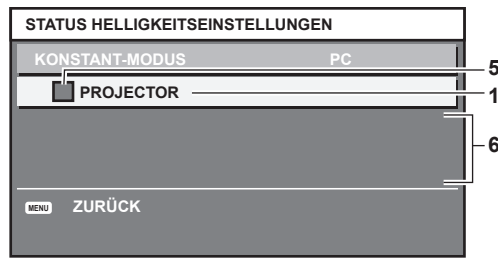 STATUS HELLIGKEITSEINSTELLUNGEN
KONSTANT-MODUS PC
5
PROJECTOR
1
6
MENU ZURÜCK